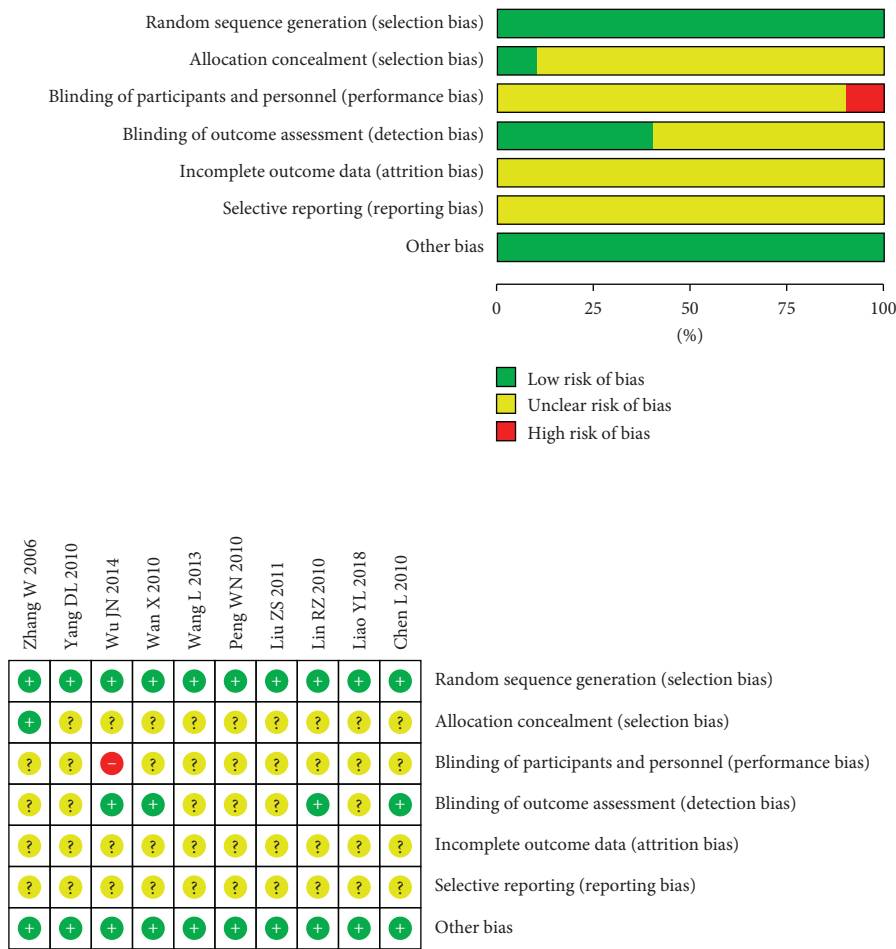 Random sequence generation (selection bias)
Allocation concealment (selection bias)
Blinding of participants and personnel (performance bias)
Blinding of outcome assessment (detection bias)
Incomplete outcome data (attrition bias)
Selective reporting (reporting bias)
Other bias
0 25 50 75 100
(%)
Low risk of bias
Unclear risk of bias
High risk of bias
Zhang W 2006
Yang DL 2010
Wu JN 2014
Wan X 2010
Wang L 2013
Peng WN 2010
Liu ZS 2011
Lin RZ 2010
Liao YL 2018
Chen L 2010
+ + + + + + + + + + Random sequence generation (selection bias)
+ ? ? ? ? ? ? ? ? ? Allocation concealment (selection bias)
? ? − ? ? ? ? ? ? ? Blinding of participants and personnel (performance bias)
? ? + + ? ? ? + ? + Blinding of outcome assessment (detection bias)
? ? ? ? ? ? ? ? ? ? Incomplete outcome data (attrition bias)
? ? ? ? ? ? ? ? ? ? Selective reporting (reporting bias)
+ + + + + + + + + + Other bias